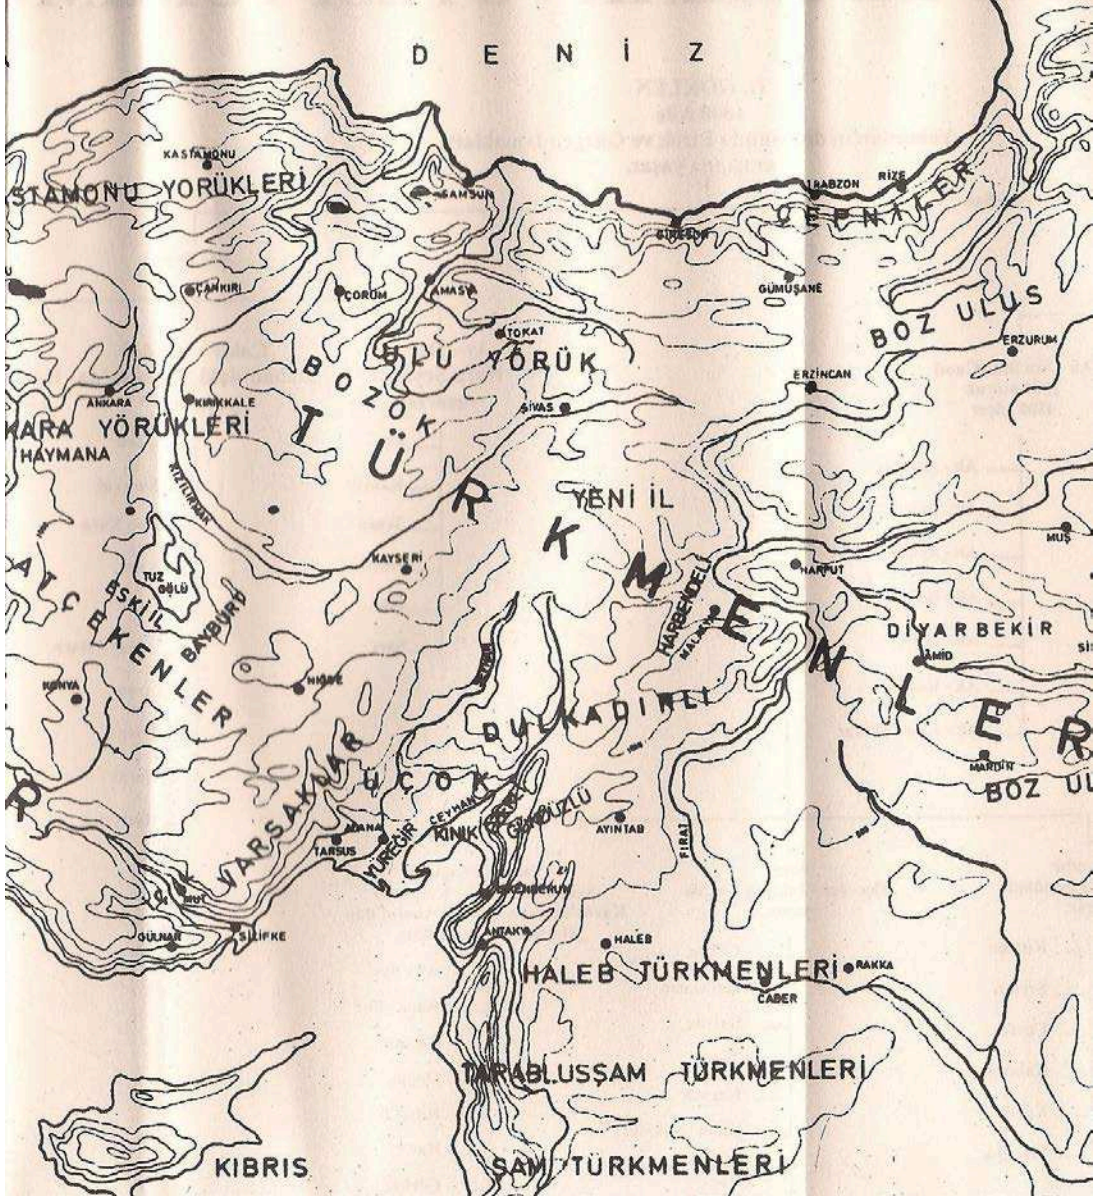 DENİZ
KASTAMONU
STAMONU YORÜKLERİ
SAMSUN
TRABZON
RİZE
ÇEPNİLER
GİRESUN
ÇANKIRI
ÇORUM
AMASYA
GÜMÜŞANE
BOZ ULUS
TOKAT
ULU YÖRÜK
ERZURUM
BOZOK
ERZİNCAN
ANKARA
KIRIKKALE
SİVAS
KARA YÖRÜKLERİ
HAYMANA
TÜRKMENLER
KIZILIRMAK
YENİ İL
MUŞ
KAYSERİ
HARPUT
TUZ
GÖLÜ
ATÇEKENLER
ESKİİL
BAYBURD
HARBENDELİ
MALATYA
DİYARBEKİR
AMİD
Sİ
KONYA
NİĞDE
DULKADIRLI
MARDİN
BOZ UL
R
VARSAKLAR
ÜÇOK
CEYHAN
ADANA
TARSUS
YÜREĞİR
KINIK
GÜNDÜZLÜ
AYINTAB
FIRAT
MUT
İSKENDERUN
GÜLNAR
SİLİFKE
ANTAKYA
HALEB
HALEB TÜRKMENLERİ
RAKKA
CABER
TARABLUSŞAM TÜRKMENLERİ
KIBRIS
ŞAM TÜRKMENLERİ